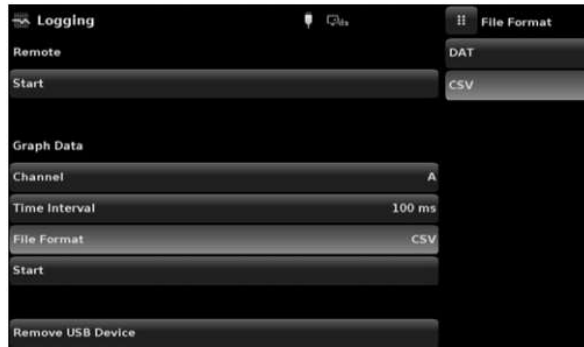 Logging
Remote
Start
Graph Data
Channel A
Time Interval 100 ms
File Format CSV
Start
Remove USB Device
File Format
DAT
CSV